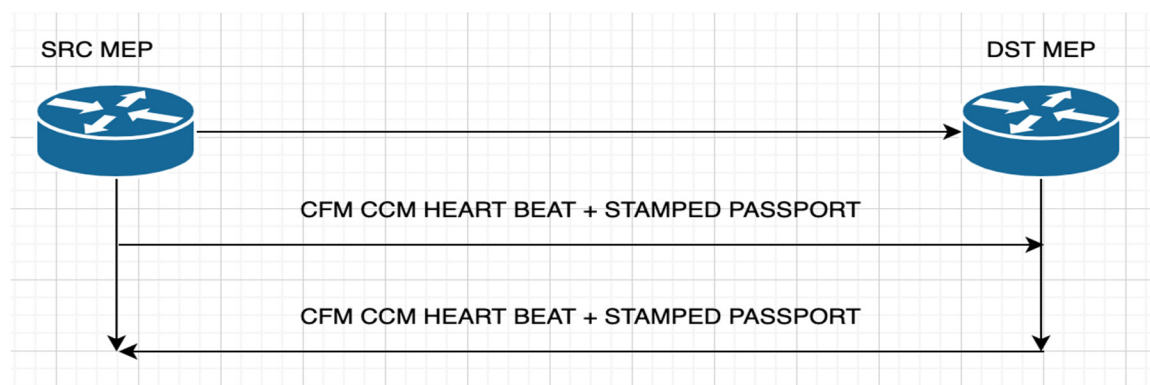 SRC MEP
DST MEP
CFM CCM HEART BEAT + STAMPED PASSPORT
CFM CCM HEART BEAT + STAMPED PASSPORT